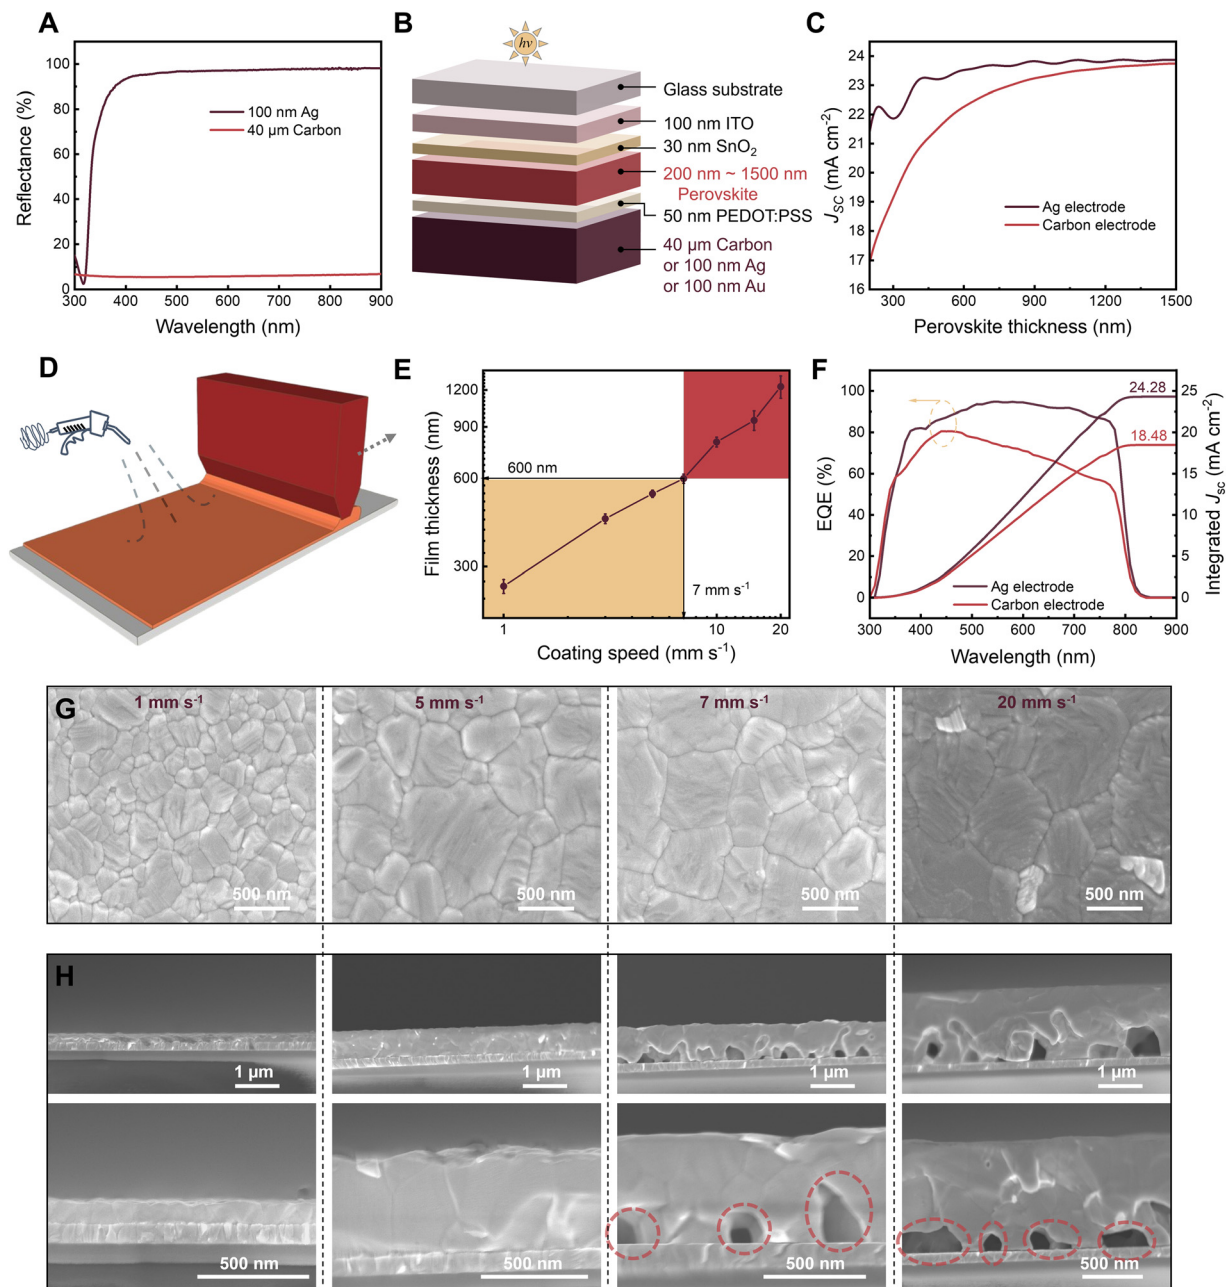 A
Reflectance (%)
100
80
60
40
20
0
100 nm Ag
40 µm Carbon
300 400 500 600 700 800 900
Wavelength (nm)
B
hv
Glass substrate
100 nm ITO
30 nm SnO₂
200 nm ~ 1500 nm
Perovskite
50 nm PEDOT:PSS
40 µm Carbon
or 100 nm Ag
or 100 nm Au
C
J_SC (mA cm⁻²)
24
23
22
21
20
19
18
17
16
Ag electrode
Carbon electrode
300 600 900 1200 1500
Perovskite thickness (nm)
D
E
Film thickness (nm)
1200
900
600
300
600 nm
7 mm s⁻¹
1 10 20
Coating speed (mm s⁻¹)
F
EQE (%)
100
80
60
40
20
0
24.28
18.48
Ag electrode
Carbon electrode
25
20
15
10
5
0
Integrated J_sc (mA cm⁻²)
300 400 500 600 700 800 900
Wavelength (nm)
G
1 mm s⁻¹
5 mm s⁻¹
7 mm s⁻¹
20 mm s⁻¹
500 nm
500 nm
500 nm
500 nm
H
1 µm
1 µm
1 µm
1 µm
500 nm
500 nm
500 nm
500 nm